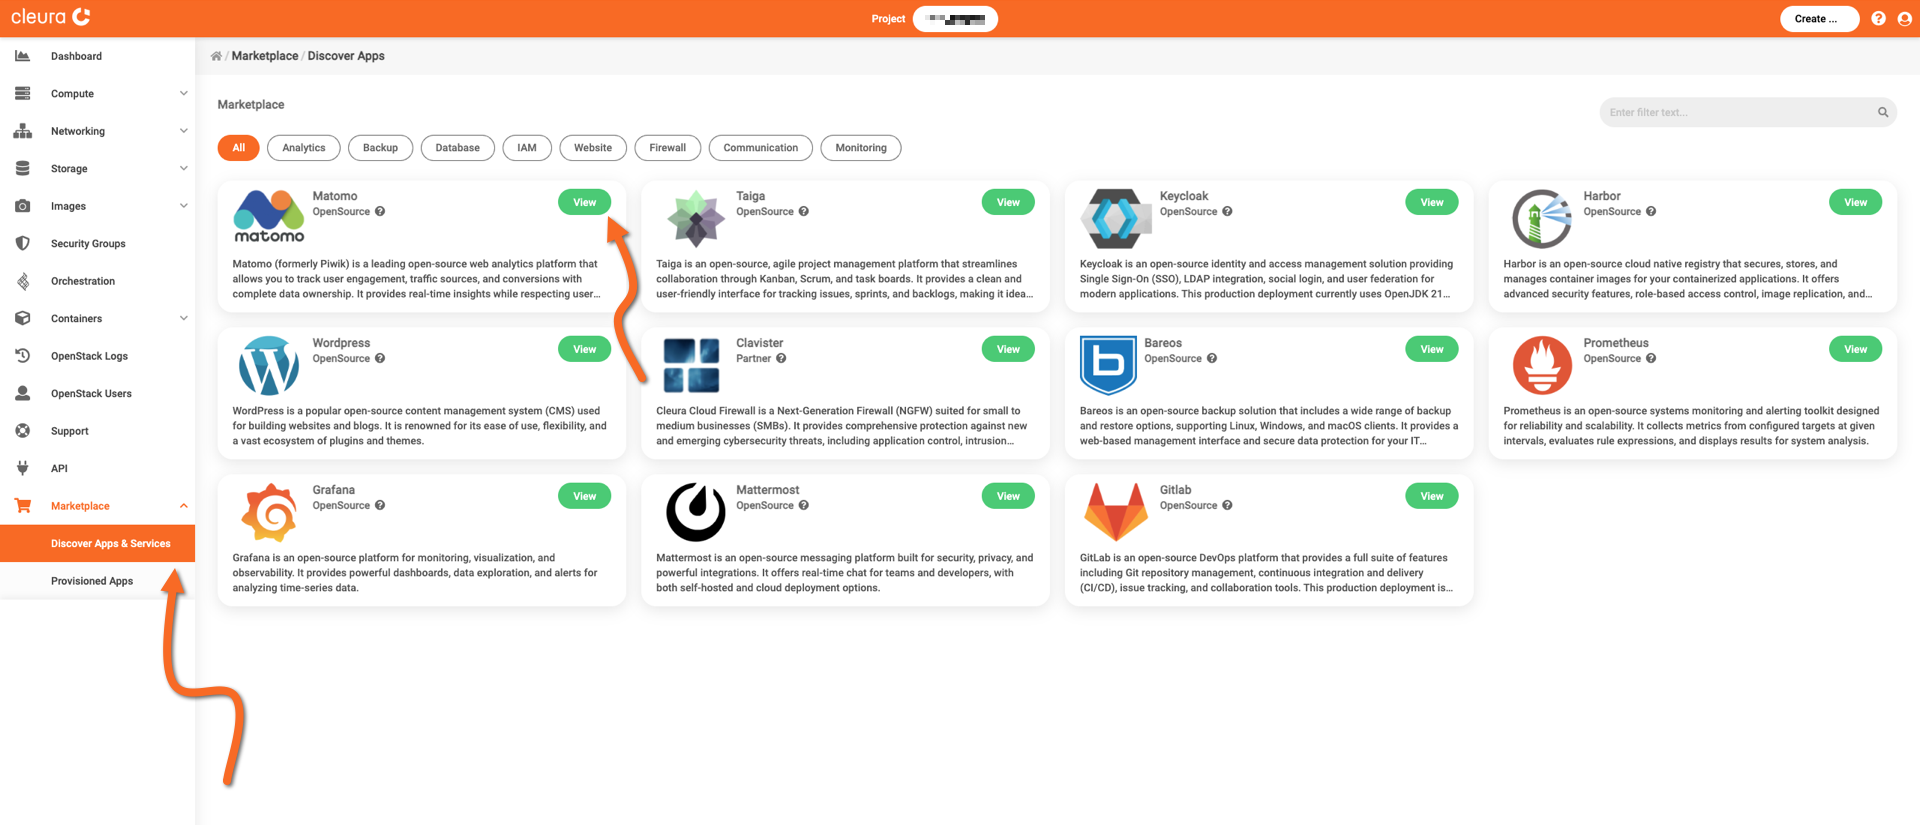 cleura
Project
Create ...
Dashboard
Compute
Networking
Storage
Images
Security Groups
Orchestration
Containers
OpenStack Logs
OpenStack Users
Support
API
Marketplace
Discover Apps & Services
Provisioned Apps
/ Marketplace / Discover Apps
Marketplace
Enter filter text...
All
Analytics
Backup
Database
IAM
Website
Firewall
Communication
Monitoring
matomo
Matomo
OpenSource
View
Matomo (formerly Piwik) is a leading open-source web analytics platform that
allows you to track user engagement, traffic sources, and conversions with
complete data ownership. It provides real-time insights while respecting user...
Taiga
OpenSource
View
Taiga is an open-source, agile project management platform that streamlines
collaboration through Kanban, Scrum, and task boards. It provides a clean and
user-friendly interface for tracking issues, sprints, and backlogs, making it idea...
Keycloak
OpenSource
View
Keycloak is an open-source identity and access management solution providing
Single Sign-On (SSO), LDAP integration, social login, and user federation for
modern applications. This production deployment currently uses OpenJDK 21...
Harbor
OpenSource
View
Harbor is an open-source cloud native registry that secures, stores, and
manages container images for your containerized applications. It offers
advanced security features, role-based access control, image replication, and...
Wordpress
OpenSource
View
WordPress is a popular open-source content management system (CMS) used
for building websites and blogs. It is renowned for its ease of use, flexibility, and
a vast ecosystem of plugins and themes.
Clavister
Partner
View
Cleura Cloud Firewall is a Next-Generation Firewall (NGFW) suited for small to
medium businesses (SMBs). It provides comprehensive protection against new
and emerging cybersecurity threats, including application control, intrusion...
Bareos
OpenSource
View
Bareos is an open-source backup solution that includes a wide range of backup
and restore options, supporting Linux, Windows, and macOS clients. It provides a
web-based management interface and secure data protection for your IT...
Prometheus
OpenSource
View
Prometheus is an open-source systems monitoring and alerting toolkit designed
for reliability and scalability. It collects metrics from configured targets at given
intervals, evaluates rule expressions, and displays results for system analysis.
Grafana
OpenSource
View
Grafana is an open-source platform for monitoring, visualization, and
observability. It provides powerful dashboards, data exploration, and alerts for
analyzing time-series data.
Mattermost
OpenSource
View
Mattermost is an open-source messaging platform built for security, privacy, and
powerful integrations. It offers real-time chat for teams and developers, with
both self-hosted and cloud deployment options.
Gitlab
OpenSource
View
GitLab is an open-source DevOps platform that provides a full suite of features
including Git repository management, continuous integration and delivery
(CI/CD), issue tracking, and collaboration tools. This production deployment is...